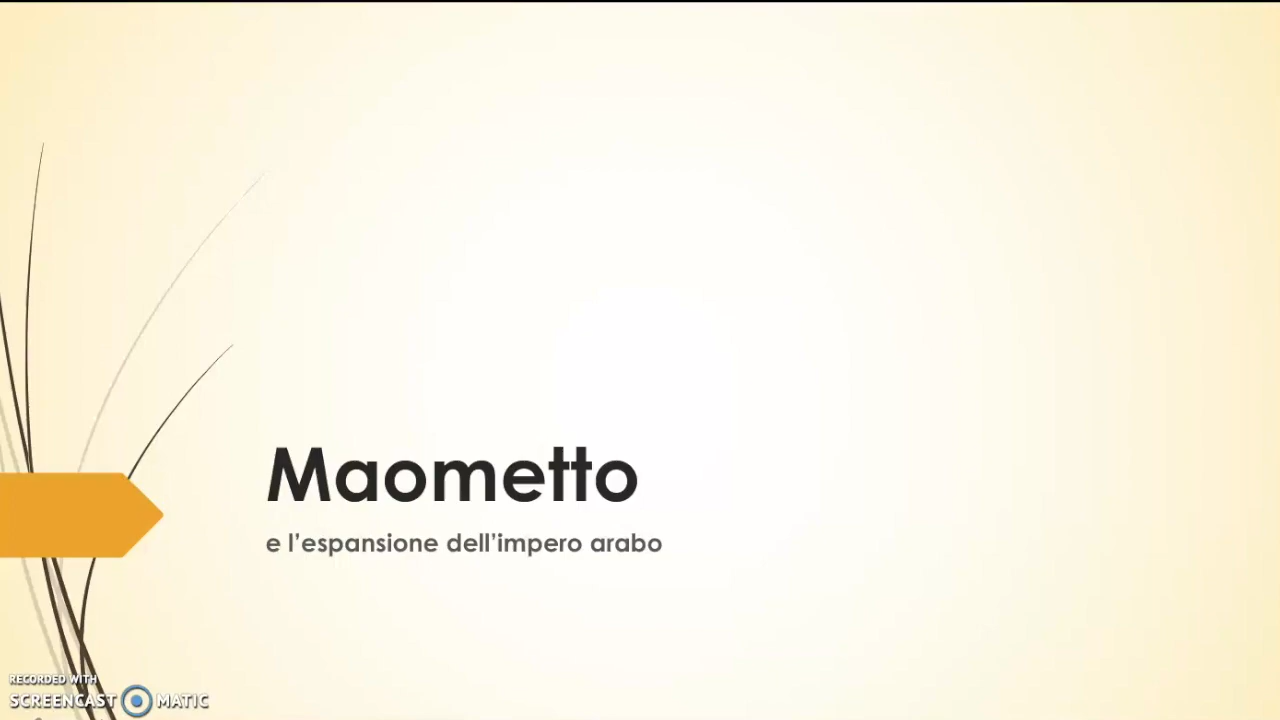 Maometto
e l’espansione dell’impero arabo
RECORDED WITH
SCREENCAST MATIC